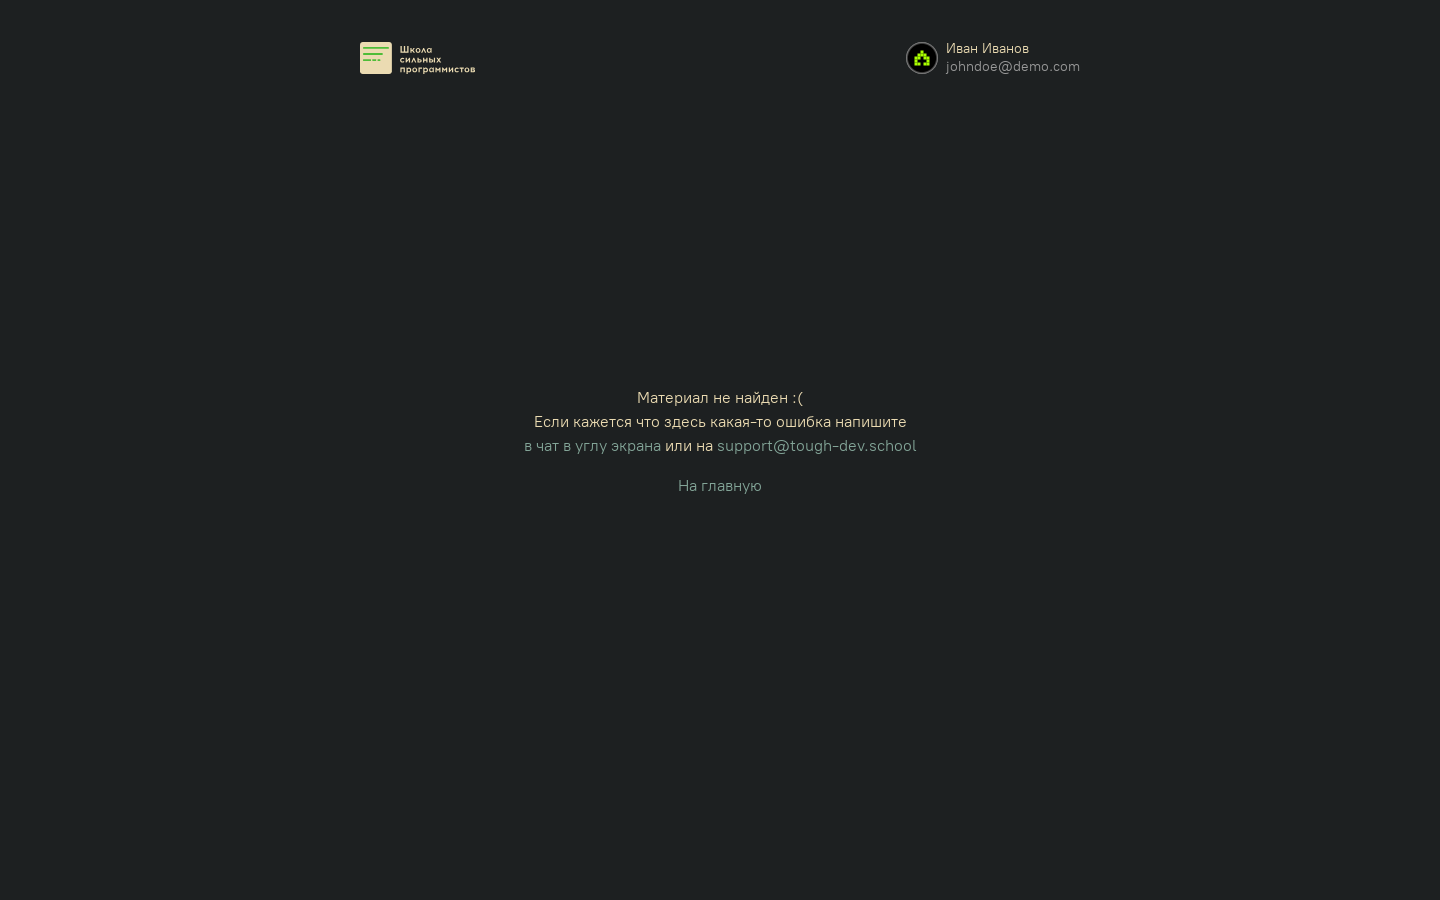 Школа
сильных
программистов
Иван Иванов
johndoe@demo.com
Материал не найден :(
Если кажется что здесь какая-то ошибка напишите
в чат в углу экрана или на support@tough-dev.school
На главную